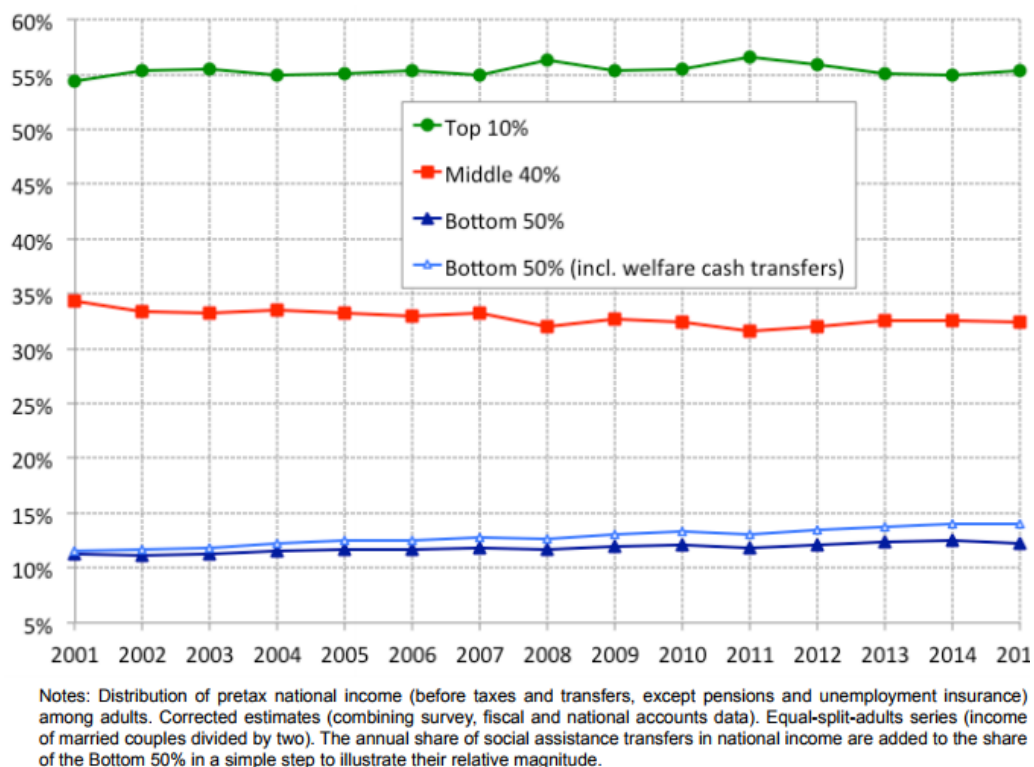 60%
55%
50%
45%
40%
35%
30%
25%
20%
15%
10%
5%
Top 10%
Middle 40%
Bottom 50%
Bottom 50% (incl. welfare cash transfers)
2001 2002 2003 2004 2005 2006 2007 2008 2009 2010 2011 2012 2013 2014 201
Notes: Distribution of pretax national income (before taxes and transfers, except pensions and unemployment insurance)
among adults. Corrected estimates (combining survey, fiscal and national accounts data). Equal-split-adults series (income
of married couples divided by two). The annual share of social assistance transfers in national income are added to the share
of the Bottom 50% in a simple step to illustrate their relative magnitude.